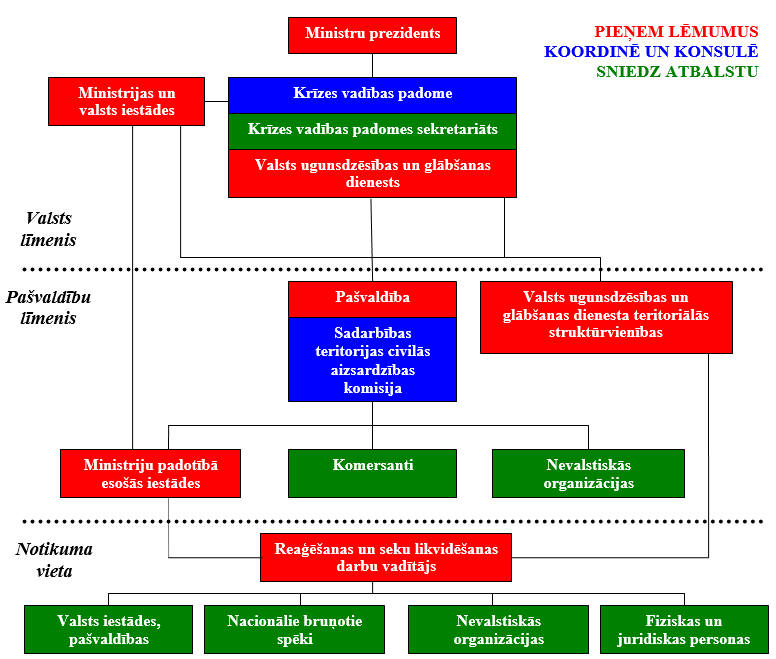 Ministru prezidents
PIEŅEM LĒMUMUS
KOORDINĒ UN KONSULĒ
SNIEDZ ATBALSTU
Ministrijas un
valsts iestādes
Krīzes vadības padome
Krīzes vadības padomes sekretariāts
Valsts ugunsdzēsības un glābšanas
dienests
Valsts
līmenis
Pašvaldību
līmenis
Pašvaldība
Sadarbības
teritorijas civilās
aizsardzības
komisija
Valsts ugunsdzēsības un
glābšanas dienesta teritoriālās
struktūrvienības
Ministriju padotībā
esošās iestādes
Komersanti
Nevalstiskās
organizācijas
Notikuma
vieta
Reaģēšanas un seku likvidēšanas
darbu vadītājs
Valsts iestādes,
pašvaldības
Nacionālie bruņotie
spēki
Nevalstiskās
organizācijas
Fiziskas un
juridiskas personas